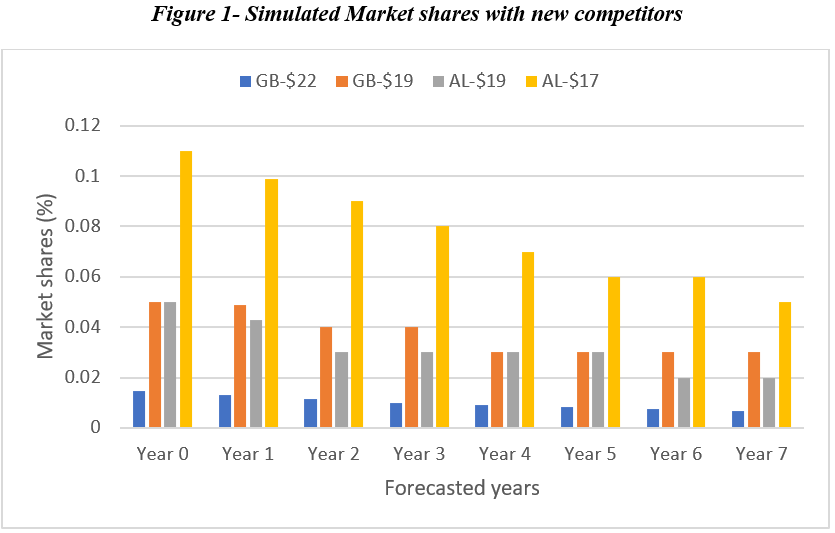 Figure 1- Simulated Market shares with new competitors
GB-$22 GB-$19 AL-$19 AL-$17
0.12
0.1
0.08
0.06
0.04
0.02
0
Market shares (%)
Year 0 Year 1 Year 2 Year 3 Year 4 Year 5 Year 6 Year 7
Forecasted years